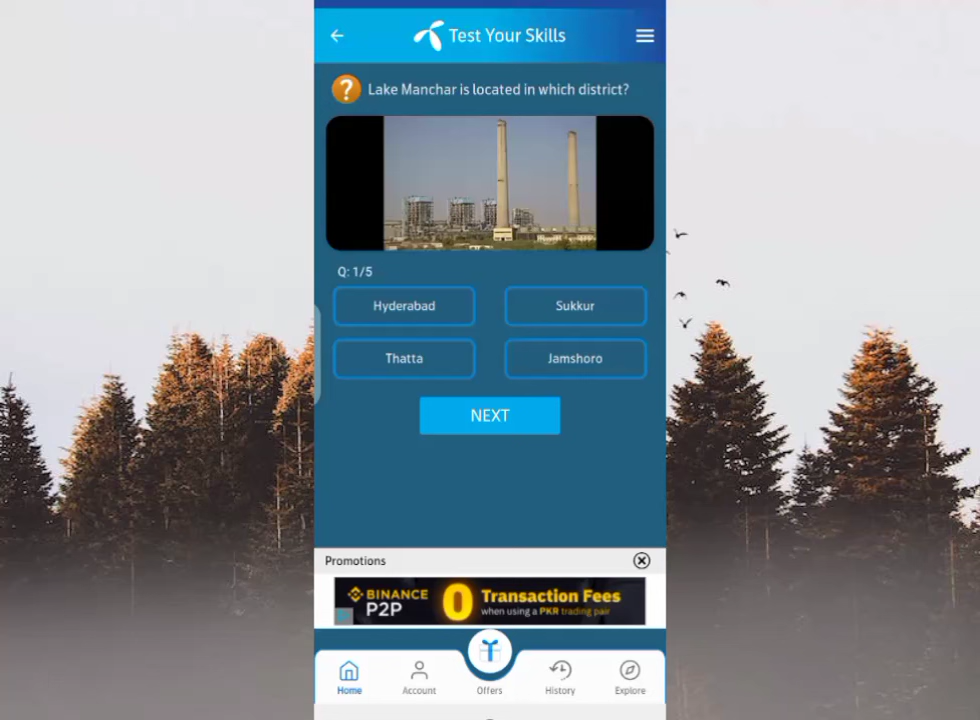 Test Your Skills
Lake Manchar is located in which district?
Q: 1/5
Hyderabad
Sukkur
Thatta
Jamshoro
NEXT
Promotions
BINANCE
P2P
0
Transaction Fees
when using a PKR trading pair
Home
Account
Offers
History
Explore